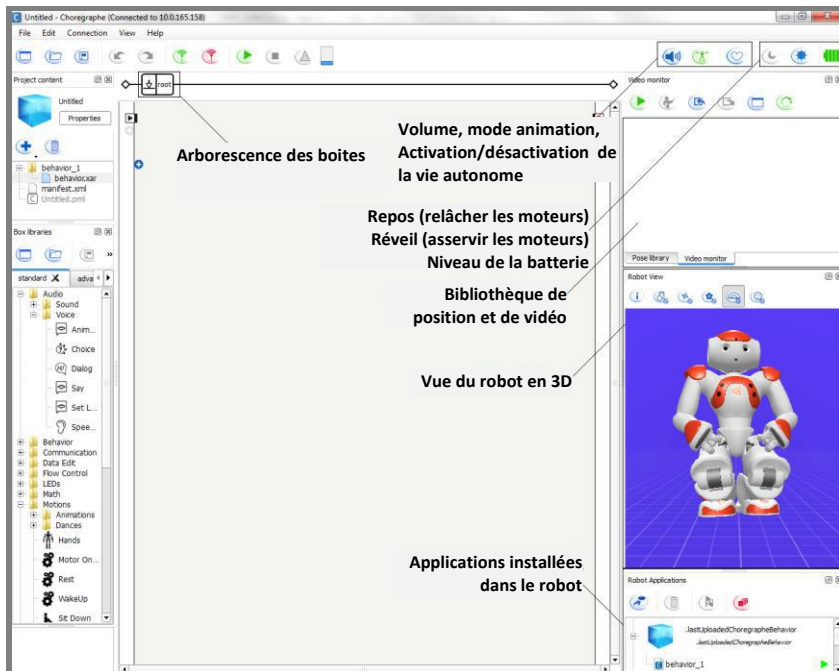 Untitled - Choregraphe (Connected to 10.0.165.158)
File Edit Connection View Help
Project content
Untitled
Properties
behavior_1
behavior.xar
manifest.xml
Untitled.pml
Box libraries
standard
adva
Audio
Sound
Voice
Anim...
Choice
Dialog
Say
Set L...
Spee...
Behavior
Communication
Data Edit
Flow Control
LEDs
Math
Motions
Animations
Dances
Hands
Motor On...
Rest
WakeUp
Sit Down
root
Arborescence des boites
Volume, mode animation,
Activation/désactivation de
la vie autonome
Repos (relâcher les moteurs)
Réveil (asservir les moteurs)
Niveau de la batterie
Bibliothèque de
position et de vidéo
Vue du robot en 3D
Applications installées
dans le robot
Video monitor
Pose library Video monitor
Robot View
Robot Applications
.lastUploadedChoregrapheBehavior
.lastUploadedChoregrapheBehavior
behavior_1